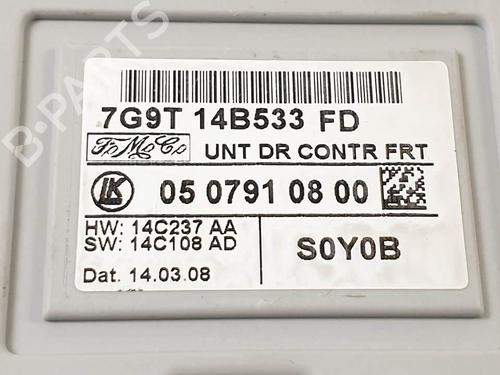 7G9T 14B533 FD
FoMoCo UNT DR CONTR FRT
LK 05 0791 08 00
HW: 14C237 AA
SW: 14C108 AD
S0Y0B
Dat. 14.03.08
B-PARTS